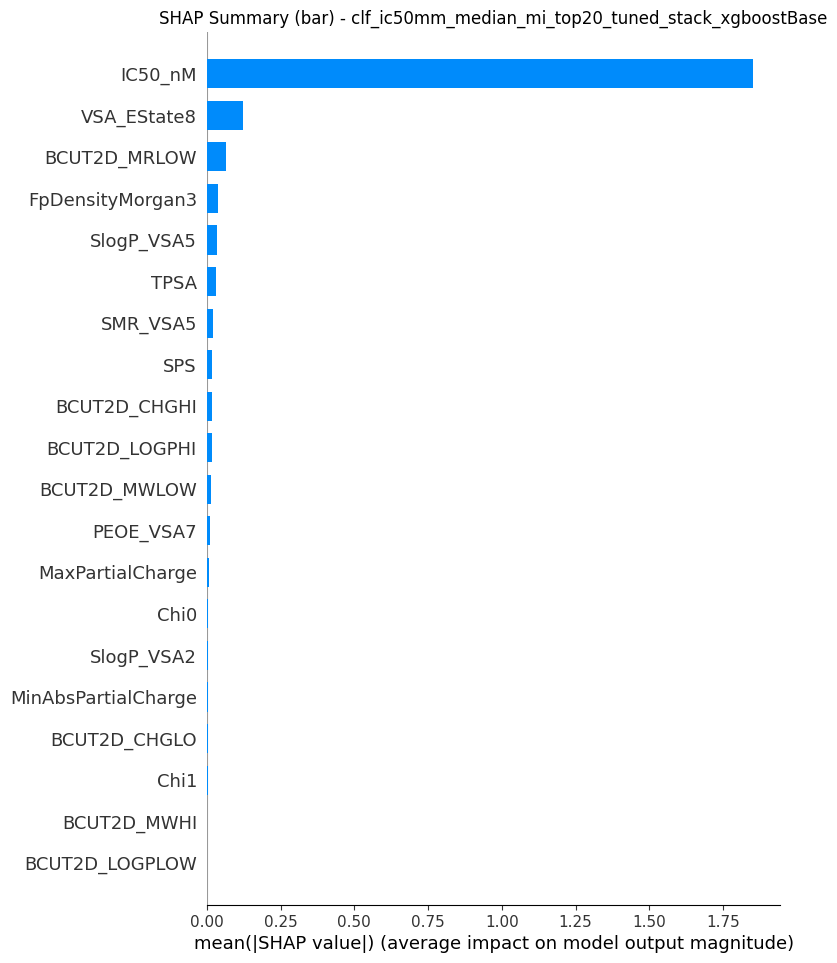 SHAP Summary (bar) - clf_ic50mm_median_mi_top20_tuned_stack_xgboostBase
IC50_nM
VSA_EState8
BCUT2D_MRLOW
FpDensityMorgan3
SlogP_VSA5
TPSA
SMR_VSA5
SPS
BCUT2D_CHGHI
BCUT2D_LOGPHI
BCUT2D_MWLOW
PEOE_VSA7
MaxPartialCharge
Chi0
SlogP_VSA2
MinAbsPartialCharge
BCUT2D_CHGLO
Chi1
BCUT2D_MWHI
BCUT2D_LOGPLOW
0.00 0.25 0.50 0.75 1.00 1.25 1.50 1.75
mean(|SHAP value|) (average impact on model output magnitude)